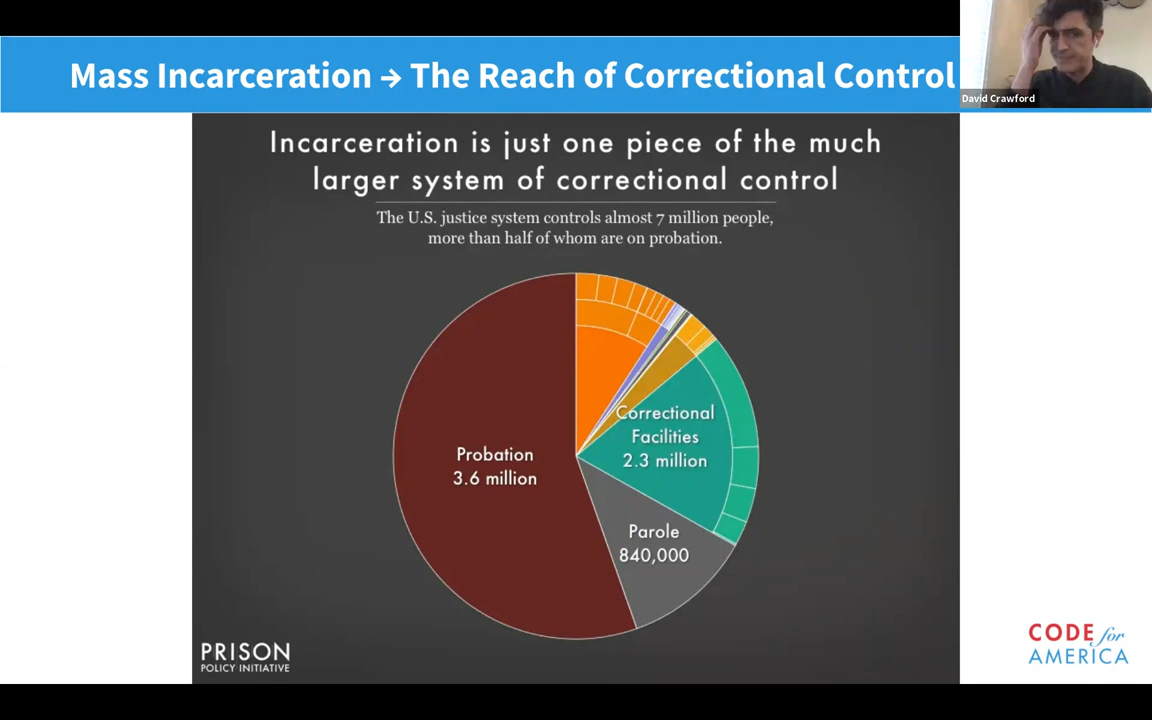 Mass Incarceration → The Reach of Correctional Control
David Crawford
Incarceration is just one piece of the much
larger system of correctional control
The U.S. justice system controls almost 7 million people,
more than half of whom are on probation.
Correctional
Facilities
2.3 million
Probation
3.6 million
Parole
840,000
PRISON
POLICY INITIATIVE
CODE for
AMERICA